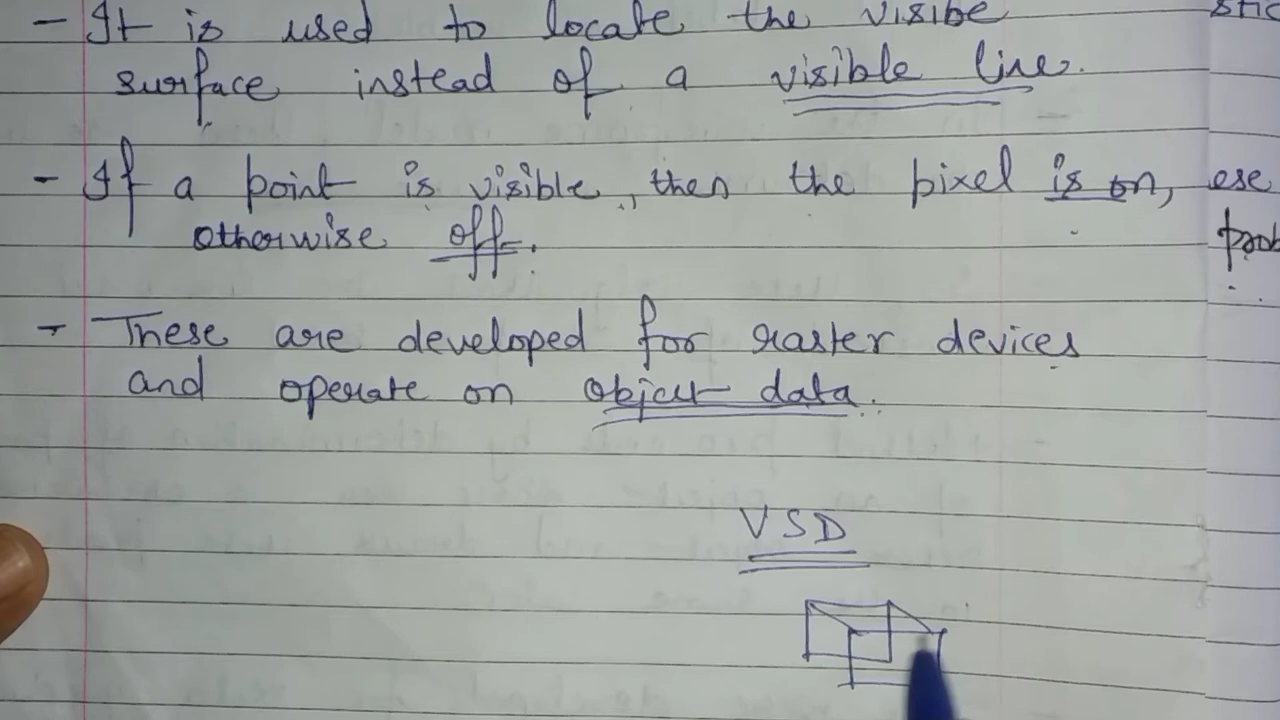 - It is used to locate the visibe
surface instead of a visible line.
- If a point is visible, then the pixel is on,
otherwise off.
- These are developed for raster devices
and operate on object data.
VSD